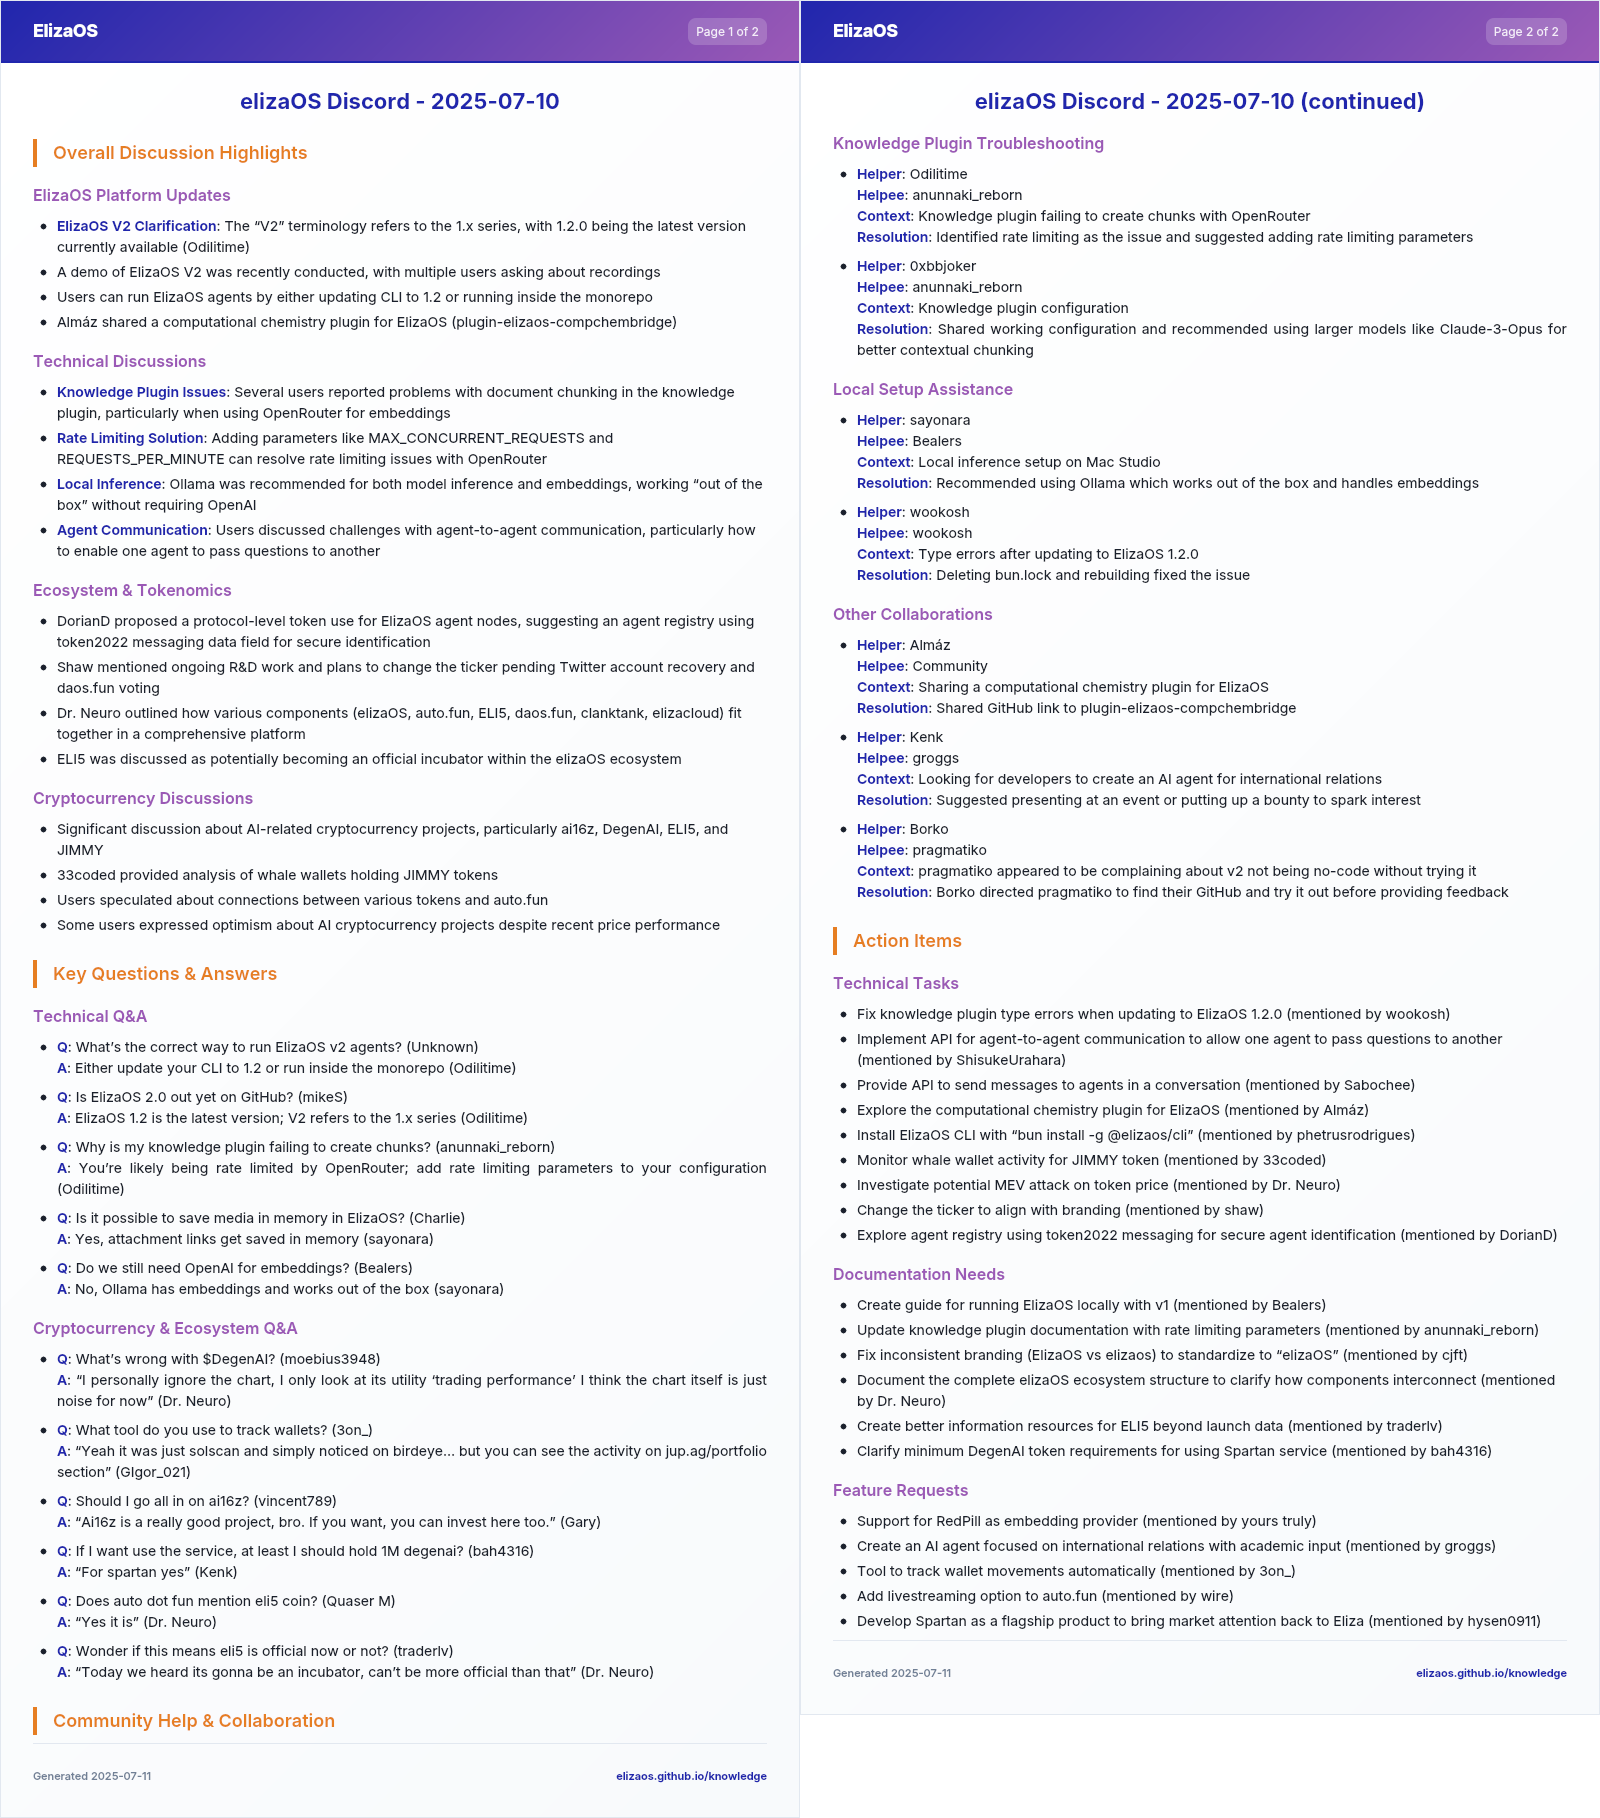 ElizaOS
Page 1 of 2
elizaOS Discord - 2025-07-10
Overall Discussion Highlights
ElizaOS Platform Updates
• ElizaOS V2 Clarification: The “V2” terminology refers to the 1.x series, with 1.2.0 being the latest version
currently available (Odilitime)
• A demo of ElizaOS V2 was recently conducted, with multiple users asking about recordings
• Users can run ElizaOS agents by either updating CLI to 1.2 or running inside the monorepo
• Almáz shared a computational chemistry plugin for ElizaOS (plugin-elizaos-compchembridge)
Technical Discussions
• Knowledge Plugin Issues: Several users reported problems with document chunking in the knowledge
plugin, particularly when using OpenRouter for embeddings
• Rate Limiting Solution: Adding parameters like MAX_CONCURRENT_REQUESTS and
REQUESTS_PER_MINUTE can resolve rate limiting issues with OpenRouter
• Local Inference: Ollama was recommended for both model inference and embeddings, working “out of the
box” without requiring OpenAI
• Agent Communication: Users discussed challenges with agent-to-agent communication, particularly how
to enable one agent to pass questions to another
Ecosystem & Tokenomics
• DorianD proposed a protocol-level token use for ElizaOS agent nodes, suggesting an agent registry using
token2022 messaging data field for secure identification
• Shaw mentioned ongoing R&D work and plans to change the ticker pending Twitter account recovery and
daos.fun voting
• Dr. Neuro outlined how various components (elizaOS, auto.fun, ELI5, daos.fun, clanktank, elizacloud) fit
together in a comprehensive platform
• ELI5 was discussed as potentially becoming an official incubator within the elizaOS ecosystem
Cryptocurrency Discussions
• Significant discussion about AI-related cryptocurrency projects, particularly ai16z, DegenAI, ELI5, and
JIMMY
• 33coded provided analysis of whale wallets holding JIMMY tokens
• Users speculated about connections between various tokens and auto.fun
• Some users expressed optimism about AI cryptocurrency projects despite recent price performance
Key Questions & Answers
Technical Q&A
• Q: What’s the correct way to run ElizaOS v2 agents? (Unknown)
A: Either update your CLI to 1.2 or run inside the monorepo (Odilitime)
• Q: Is ElizaOS 2.0 out yet on GitHub? (mikeS)
A: ElizaOS 1.2 is the latest version; V2 refers to the 1.x series (Odilitime)
• Q: Why is my knowledge plugin failing to create chunks? (anunnaki_reborn)
A: You’re likely being rate limited by OpenRouter; add rate limiting parameters to your configuration
(Odilitime)
• Q: Is it possible to save media in memory in ElizaOS? (Charlie)
A: Yes, attachment links get saved in memory (sayonara)
• Q: Do we still need OpenAI for embeddings? (Bealers)
A: No, Ollama has embeddings and works out of the box (sayonara)
Cryptocurrency & Ecosystem Q&A
• Q: What’s wrong with $DegenAI? (moebius3948)
A: “I personally ignore the chart, I only look at its utility ‘trading performance’ I think the chart itself is just
noise for now” (Dr. Neuro)
• Q: What tool do you use to track wallets? (3on_)
A: “Yeah it was just solscan and simply noticed on birdeye... but you can see the activity on jup.ag/portfolio
section” (GIgor_021)
• Q: Should I go all in on ai16z? (vincent789)
A: “Ai16z is a really good project, bro. If you want, you can invest here too.” (Gary)
• Q: If I want use the service, at least I should hold 1M degenai? (bah4316)
A: “For spartan yes” (Kenk)
• Q: Does auto dot fun mention eli5 coin? (Quaser M)
A: “Yes it is” (Dr. Neuro)
• Q: Wonder if this means eli5 is official now or not? (traderlv)
A: “Today we heard its gonna be an incubator, can’t be more official than that” (Dr. Neuro)
Community Help & Collaboration
Generated 2025-07-11
elizaos.github.io/knowledge
ElizaOS
Page 2 of 2
elizaOS Discord - 2025-07-10 (continued)
Knowledge Plugin Troubleshooting
• Helper: Odilitime
Helpee: anunnaki_reborn
Context: Knowledge plugin failing to create chunks with OpenRouter
Resolution: Identified rate limiting as the issue and suggested adding rate limiting parameters
• Helper: 0xbbjoker
Helpee: anunnaki_reborn
Context: Knowledge plugin configuration
Resolution: Shared working configuration and recommended using larger models like Claude-3-Opus for
better contextual chunking
Local Setup Assistance
• Helper: sayonara
Helpee: Bealers
Context: Local inference setup on Mac Studio
Resolution: Recommended using Ollama which works out of the box and handles embeddings
• Helper: wookosh
Helpee: wookosh
Context: Type errors after updating to ElizaOS 1.2.0
Resolution: Deleting bun.lock and rebuilding fixed the issue
Other Collaborations
• Helper: Almáz
Helpee: Community
Context: Sharing a computational chemistry plugin for ElizaOS
Resolution: Shared GitHub link to plugin-elizaos-compchembridge
• Helper: Kenk
Helpee: groggs
Context: Looking for developers to create an AI agent for international relations
Resolution: Suggested presenting at an event or putting up a bounty to spark interest
• Helper: Borko
Helpee: pragmatiko
Context: pragmatiko appeared to be complaining about v2 not being no-code without trying it
Resolution: Borko directed pragmatiko to find their GitHub and try it out before providing feedback
Action Items
Technical Tasks
• Fix knowledge plugin type errors when updating to ElizaOS 1.2.0 (mentioned by wookosh)
• Implement API for agent-to-agent communication to allow one agent to pass questions to another
(mentioned by ShisukeUrahara)
• Provide API to send messages to agents in a conversation (mentioned by Sabochee)
• Explore the computational chemistry plugin for ElizaOS (mentioned by Almáz)
• Install ElizaOS CLI with “bun install -g @elizaos/cli” (mentioned by phetrusrodrigues)
• Monitor whale wallet activity for JIMMY token (mentioned by 33coded)
• Investigate potential MEV attack on token price (mentioned by Dr. Neuro)
• Change the ticker to align with branding (mentioned by shaw)
• Explore agent registry using token2022 messaging for secure agent identification (mentioned by DorianD)
Documentation Needs
• Create guide for running ElizaOS locally with v1 (mentioned by Bealers)
• Update knowledge plugin documentation with rate limiting parameters (mentioned by anunnaki_reborn)
• Fix inconsistent branding (ElizaOS vs elizaos) to standardize to “elizaOS” (mentioned by cjft)
• Document the complete elizaOS ecosystem structure to clarify how components interconnect (mentioned
by Dr. Neuro)
• Create better information resources for ELI5 beyond launch data (mentioned by traderlv)
• Clarify minimum DegenAI token requirements for using Spartan service (mentioned by bah4316)
Feature Requests
• Support for RedPill as embedding provider (mentioned by yours truly)
• Create an AI agent focused on international relations with academic input (mentioned by groggs)
• Tool to track wallet movements automatically (mentioned by 3on_)
• Add livestreaming option to auto.fun (mentioned by wire)
• Develop Spartan as a flagship product to bring market attention back to Eliza (mentioned by hysen0911)
Generated 2025-07-11
elizaos.github.io/knowledge